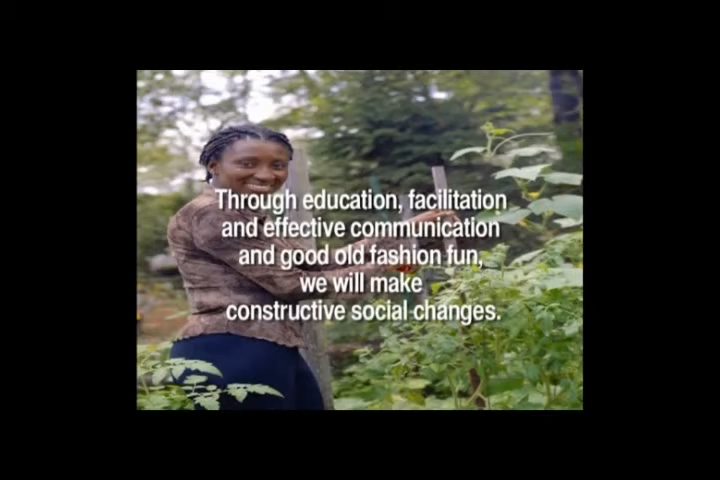 Through education, facilitation
and effective communication
and good old fashion fun,
we will make
constructive social changes.